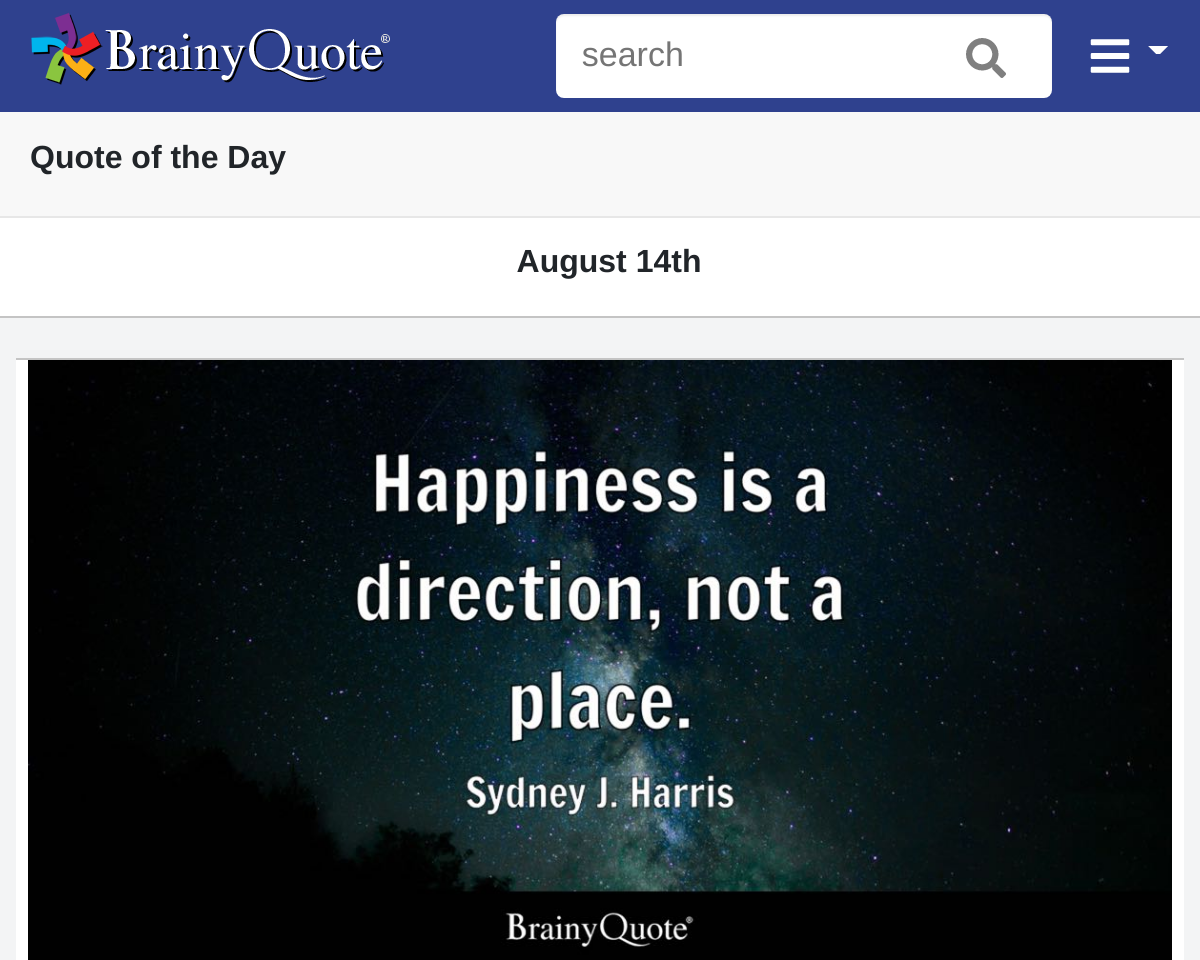 BrainyQuote®
search
Quote of the Day
August 14th
Happiness is a
direction, not a
place.
Sydney J. Harris
BrainyQuote®